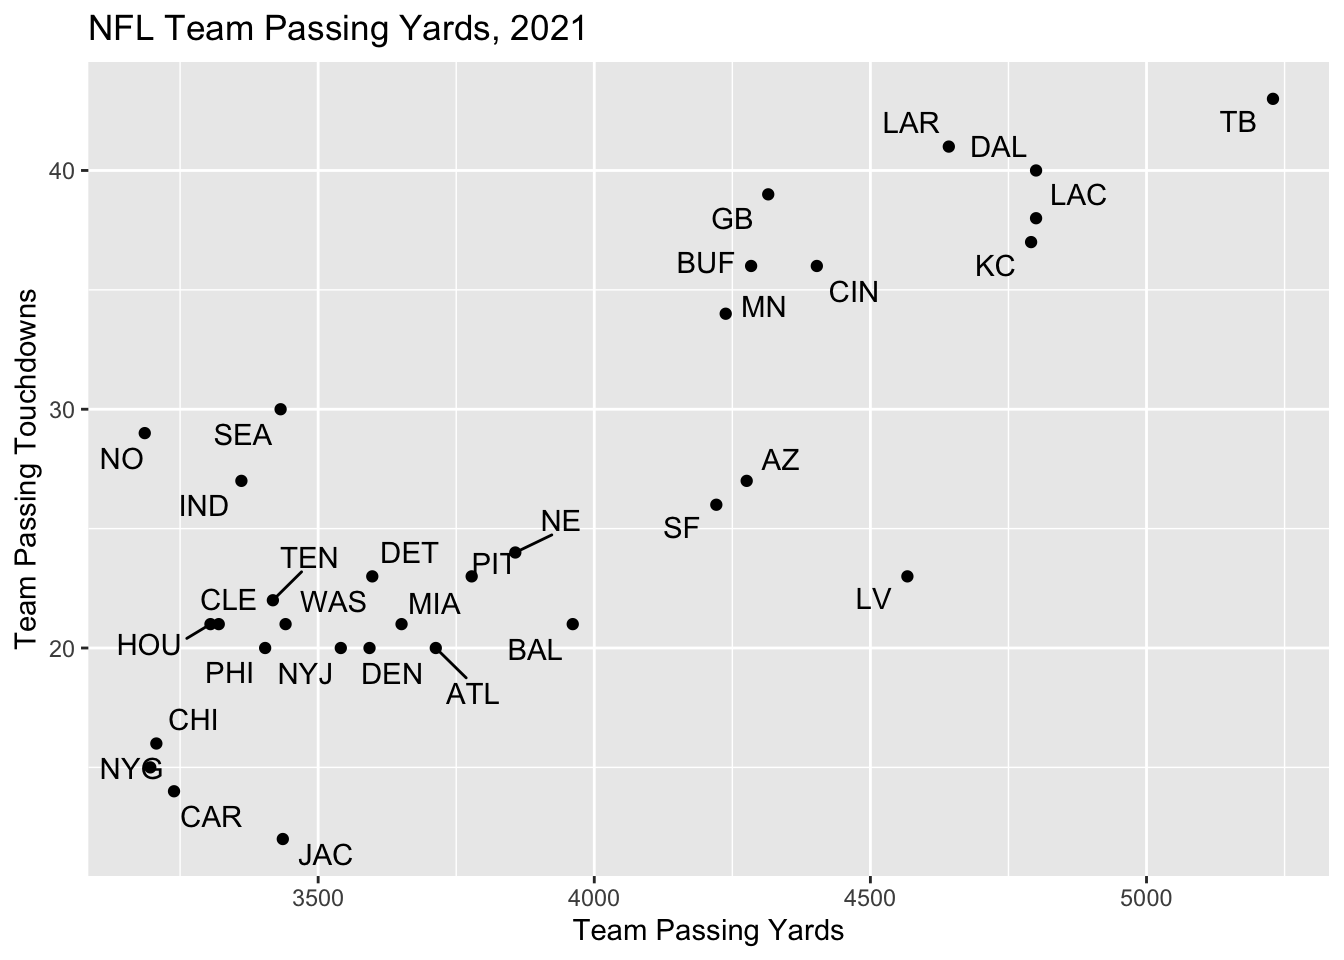 NFL Team Passing Yards, 2021
Team Passing Touchdowns
40
30
20
TB
LAR
DAL
LAC
GB
KC
BUF
CIN
MN
SEA
NO
AZ
IND
NE
SF
TEN
DET
PIT
CLE
WAS
MIA
LV
HOU
BAL
PHI
NYJ
DEN
ATL
CHI
NYG
CAR
JAC
3500
4000
4500
5000
Team Passing Yards